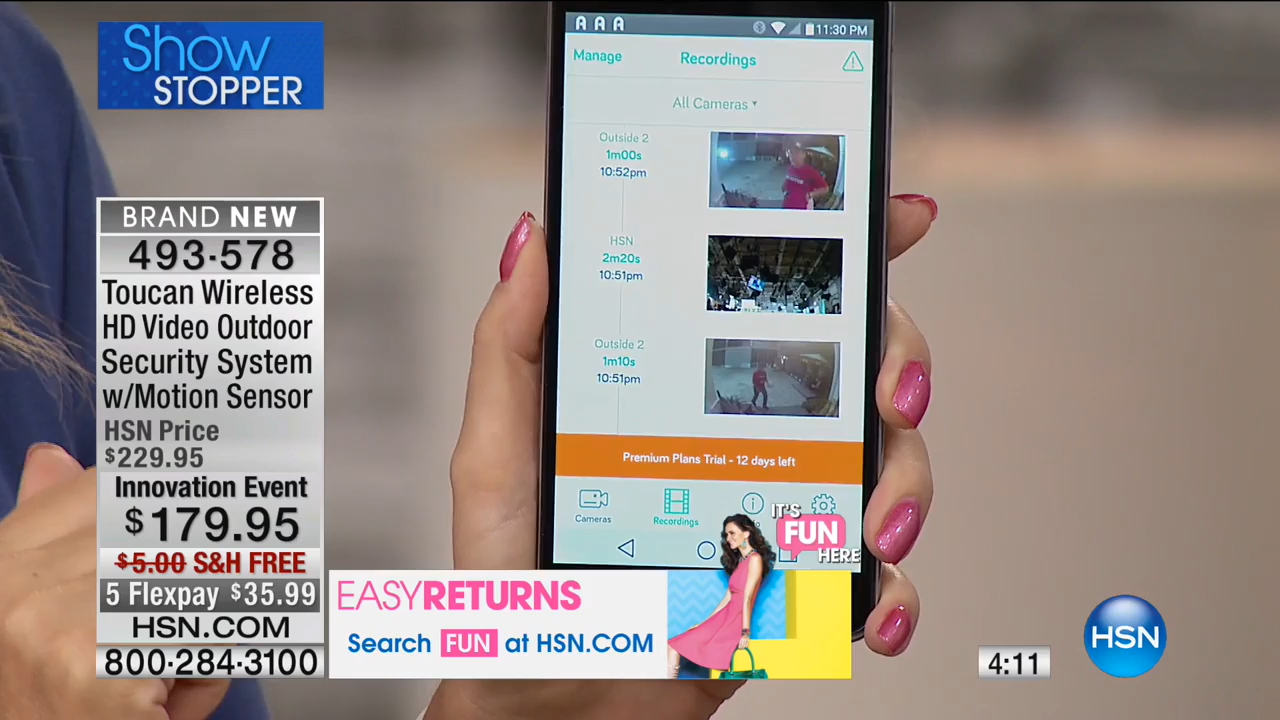 Show
STOPPER
BRAND NEW
493·578
Toucan Wireless
HD Video Outdoor
Security System
w/Motion Sensor
HSN Price
$229.95
Innovation Event
$179.95
$5.00 S&H FREE
5 Flexpay $35.99
HSN.COM
800·284·3100
11:30 PM
Manage
Recordings
All Cameras
Outside 2
1m00s
10:52pm
HSN
2m20s
10:51pm
Outside 2
1m10s
10:51pm
Premium Plans Trial - 12 days left
Cameras
Recordings
IT'S
FUN
HERE
EASYRETURNS
Search FUN at HSN.COM
4:11
HSN